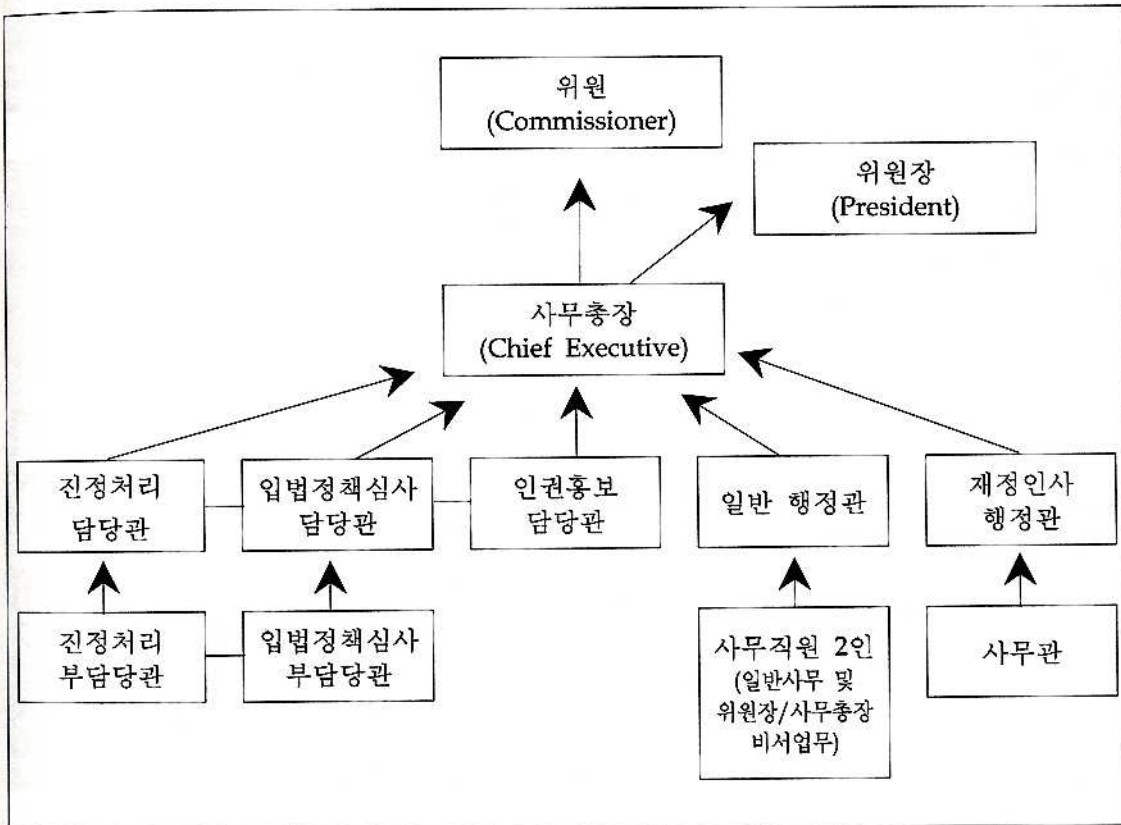 위원
(Commissioner)
위원장
(President)
사무총장
(Chief Executive)
진정처리
담당관
입법정책심사
담당관
인권홍보
담당관
일반 행정관
재정인사
행정관
진정처리
부담당관
입법정책심사
부담당관
사무직원 2인
(일반사무 및
위원장/사무총장
비서업무)
사무관